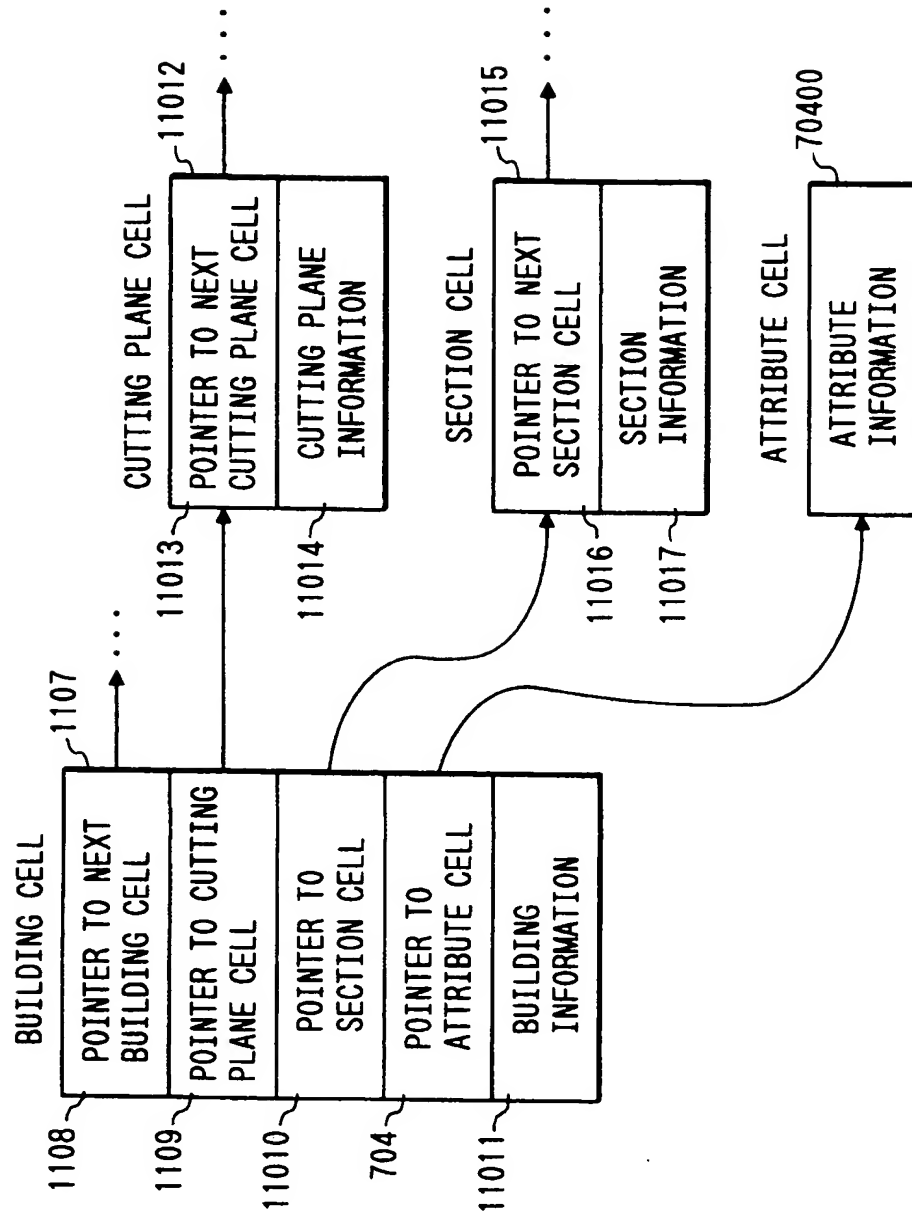 BUILDING CELL
1107
1108
POINTER TO NEXT
BUILDING CELL
...
1109
POINTER TO CUTTING
PLANE CELL
11010
POINTER TO
SECTION CELL
704
POINTER TO
ATTRIBUTE CELL
11011
BUILDING
INFORMATION
CUTTING PLANE CELL
11012
11013
POINTER TO NEXT
CUTTING PLANE CELL
...
11014
CUTTING PLANE
INFORMATION
SECTION CELL
11015
POINTER TO NEXT
SECTION CELL
...
11016
SECTION
INFORMATION
11017
ATTRIBUTE CELL
70400
ATTRIBUTE
INFORMATION